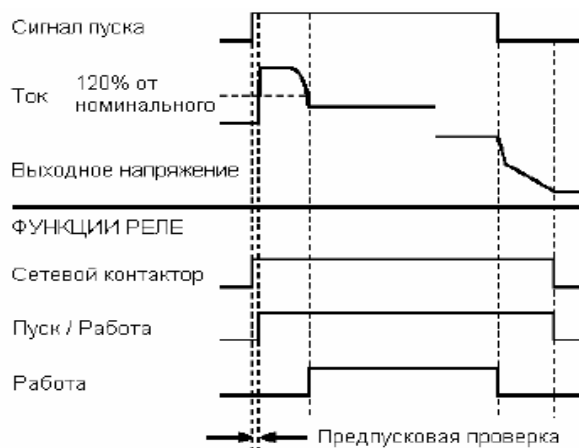 Сигнал пуска
120% от
Ток
номинального
Выходное напряжение
ФУНКЦИИ РЕЛЕ
Сетевой контактор
Пуск / Работа
Работа
Предпусковая проверка